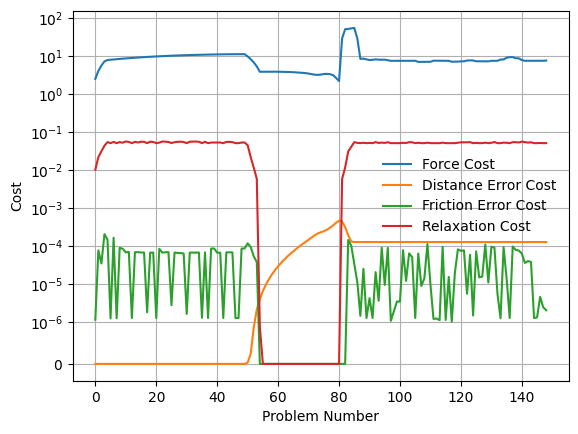 10²
10¹
10⁰
10⁻¹
10⁻²
10⁻³
10⁻⁴
10⁻⁵
10⁻⁶
0
Cost
Force Cost
Distance Error Cost
Friction Error Cost
Relaxation Cost
0 20 40 60 80 100 120 140
Problem Number